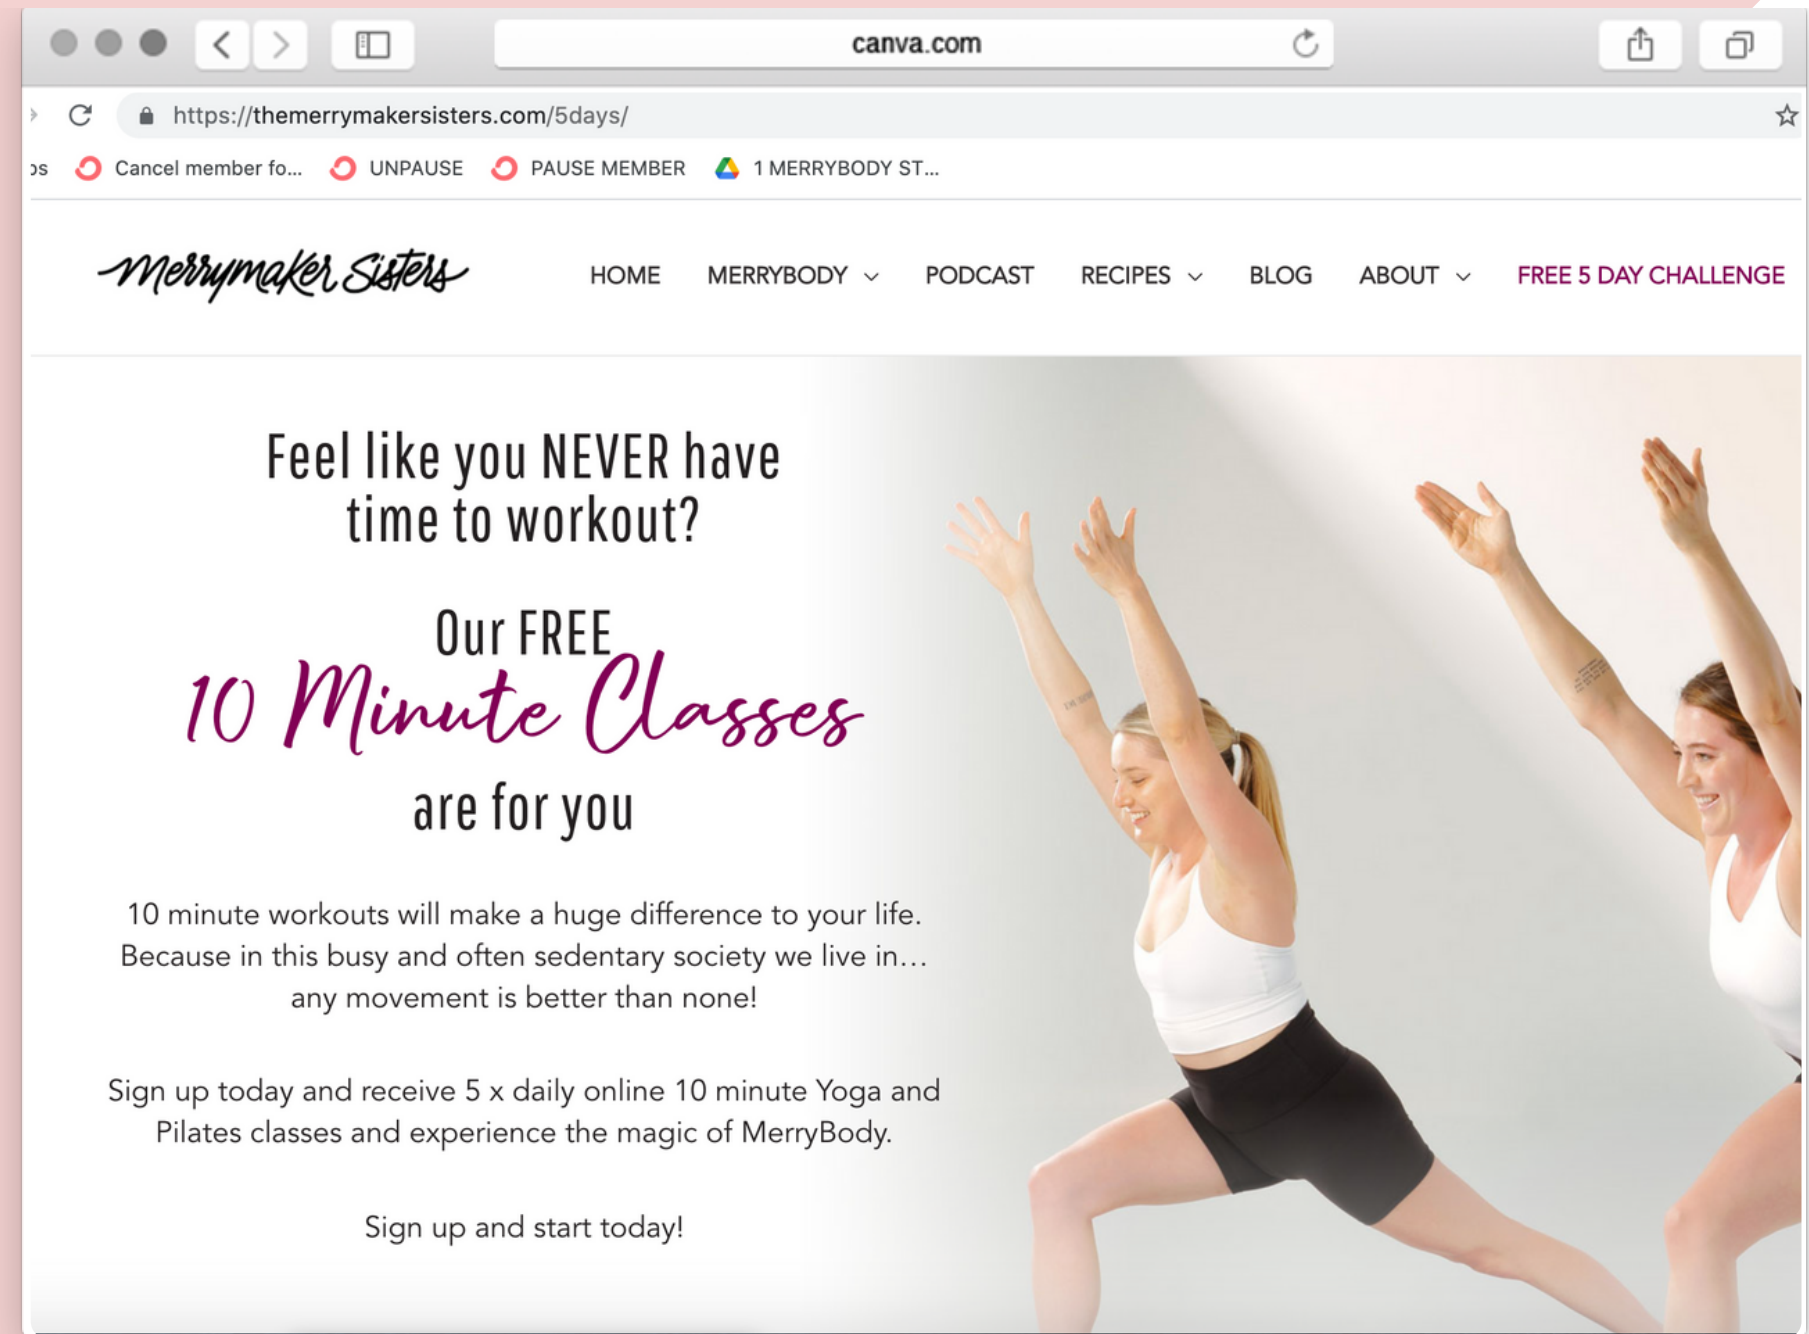 canva.com
https://themerrymakersisters.com/5days/
Cancel member fo... UNPAUSE PAUSE MEMBER 1 MERRYBODY ST...
Merrymaker Sisters HOME MERRYBODY PODCAST RECIPES BLOG ABOUT FREE 5 DAY CHALLENGE
Feel like you NEVER have
time to workout?
Our FREE
10 Minute Classes
are for you
10 minute workouts will make a huge difference to your life.
Because in this busy and often sedentary society we live in...
any movement is better than none!
Sign up today and receive 5 x daily online 10 minute Yoga and
Pilates classes and experience the magic of MerryBody.
Sign up and start today!